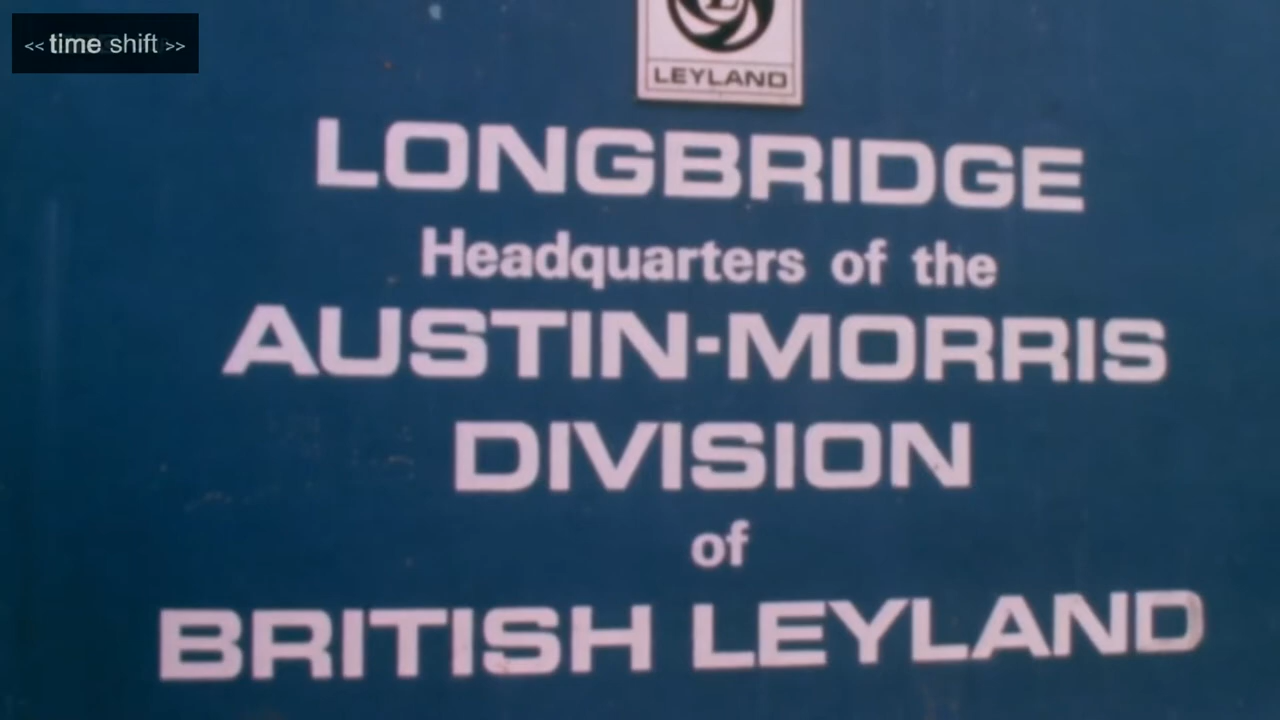 << time shift >>
LEYLAND
LONGBRIDGE
Headquarters of the
AUSTIN-MORRIS
DIVISION
of
BRITISH LEYLAND